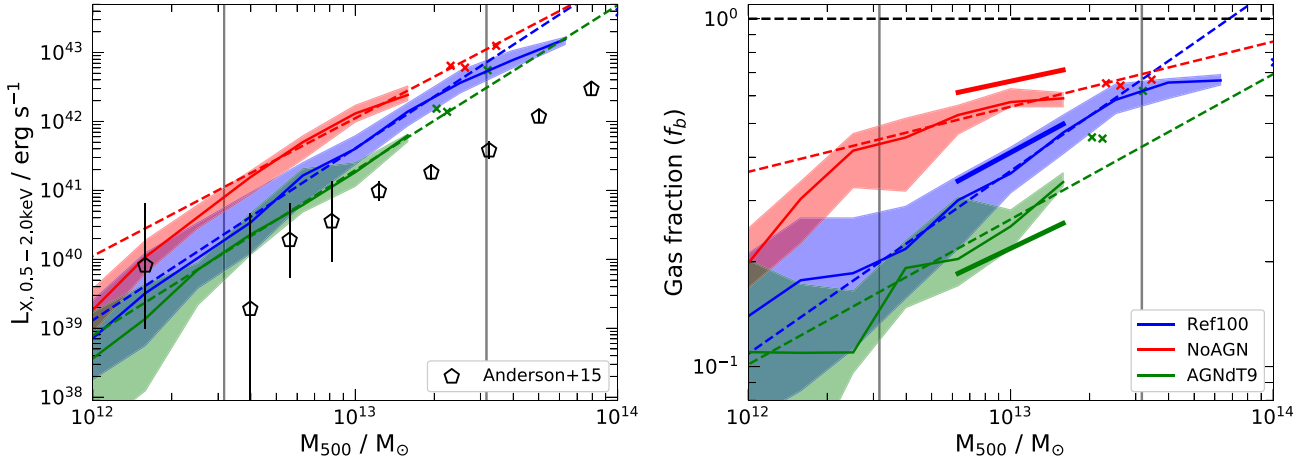 10^43
10^42
10^41
10^40
10^39
10^38
L_X, 0.5−2.0keV / erg s^−1
Anderson+15
10^12
10^13
10^14
M_500 / M_⊙
10^0
10^−1
Gas fraction (f_b)
Ref100
NoAGN
AGNdT9
10^12
10^13
10^14
M_500 / M_⊙